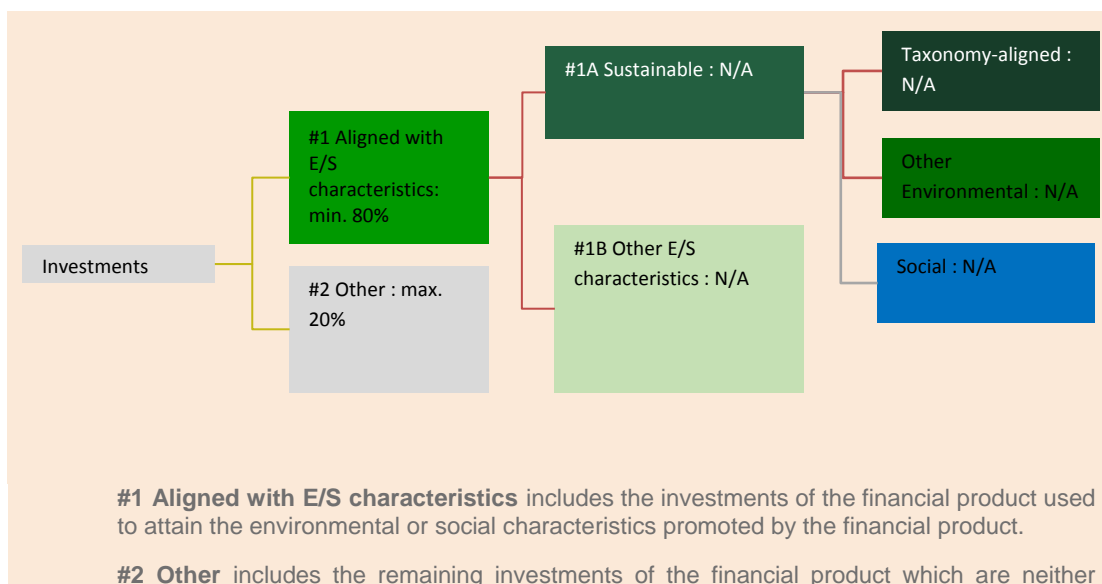 Investments
#1 Aligned with
E/S
characteristics:
min. 80%
#2 Other : max.
20%
#1A Sustainable : N/A
#1B Other E/S
characteristics : N/A
Taxonomy-aligned :
N/A
Other
Environmental : N/A
Social : N/A
#1 Aligned with E/S characteristics includes the investments of the financial product used
to attain the environmental or social characteristics promoted by the financial product.
#2 Other includes the remaining investments of the financial product which are neither